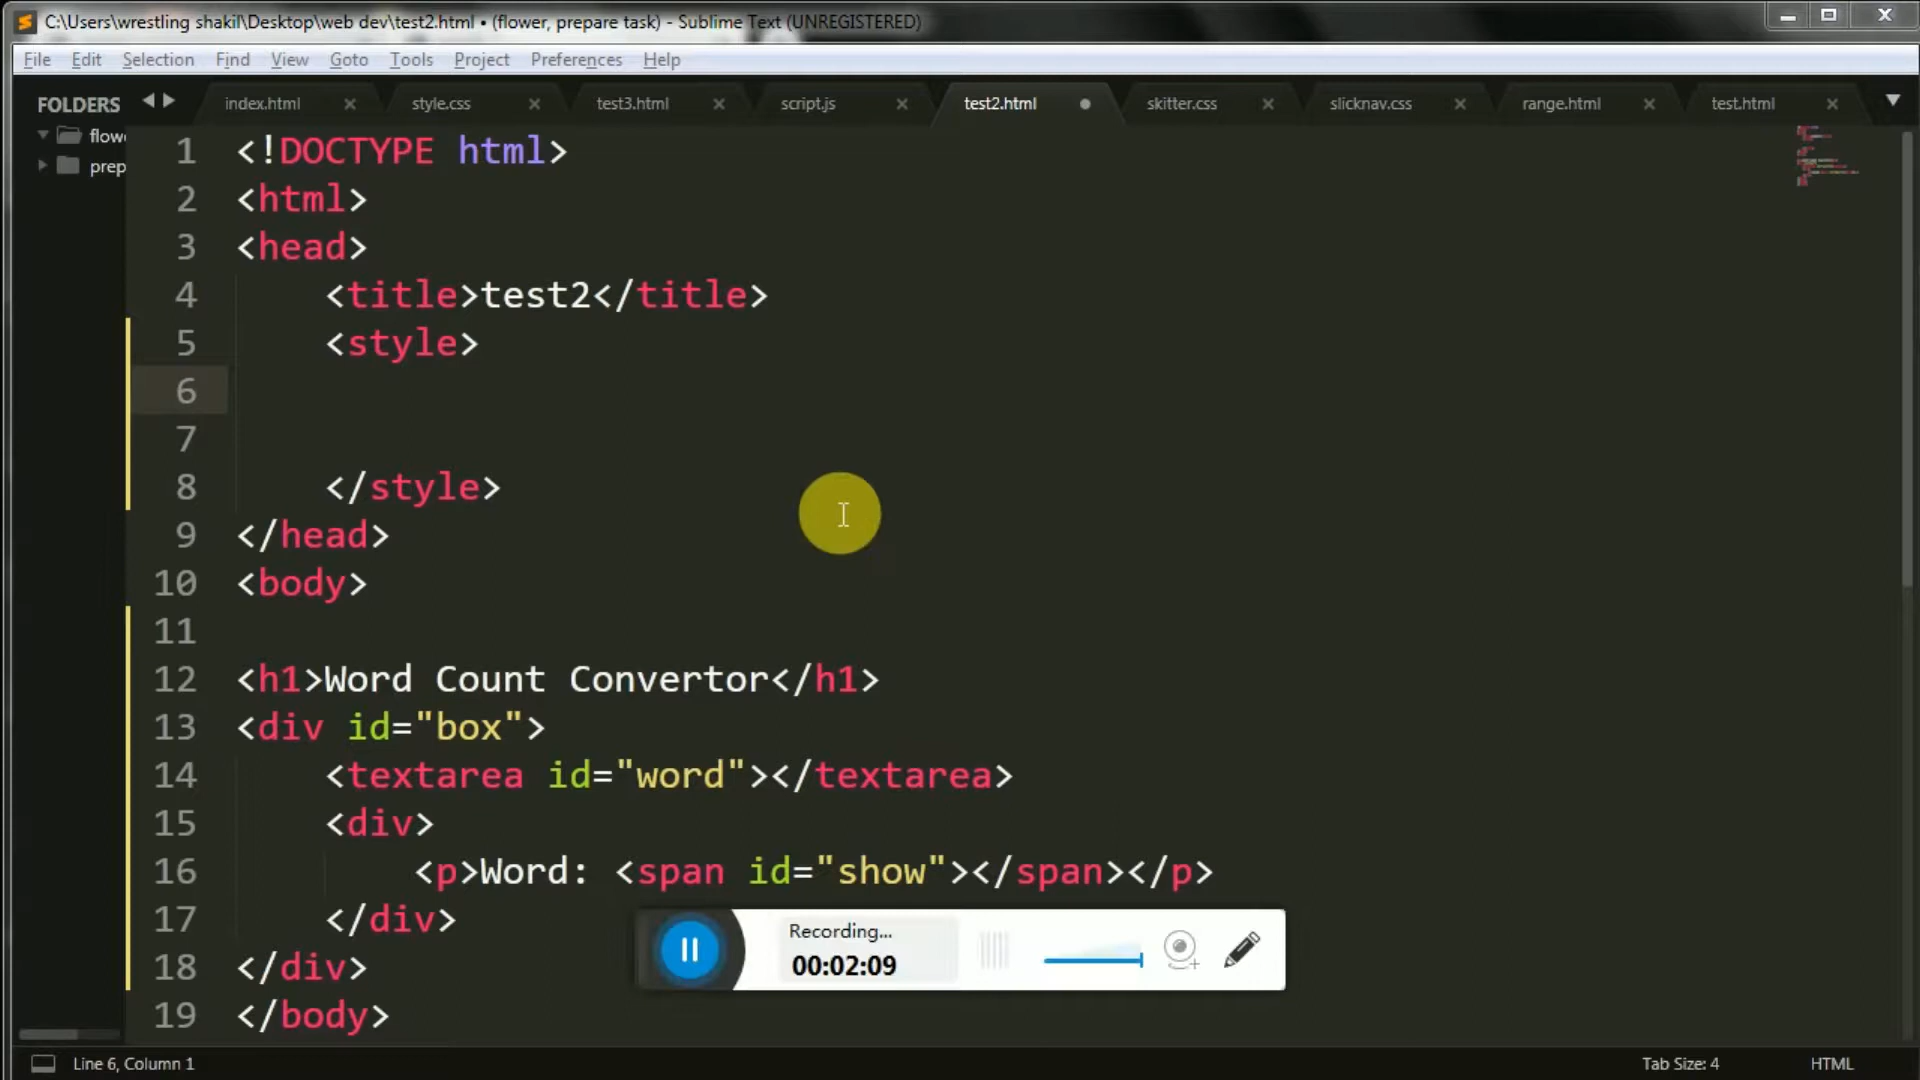 C:\Users\wrestling shakil\Desktop\web dev\test2.html • (flower, prepare task) - Sublime Text (UNREGISTERED)
File Edit Selection Find View Goto Tools Project Preferences Help
FOLDERS
index.html style.css test3.html script.js test2.html skitter.css slicknav.css range.html test.html
flow
prep
1 <!DOCTYPE html>
2 <html>
3 <head>
4 <title>test2</title>
5 <style>
6
7
8 </style>
9 </head>
10 <body>
11
12 <h1>Word Count Convertor</h1>
13 <div id="box">
14 <textarea id="word"></textarea>
15 <div>
16 <p>Word: <span id="show"></span></p>
17 </div>
18 </div>
19 </body>
Recording...
00:02:09
Line 6, Column 1
Tab Size: 4
HTML